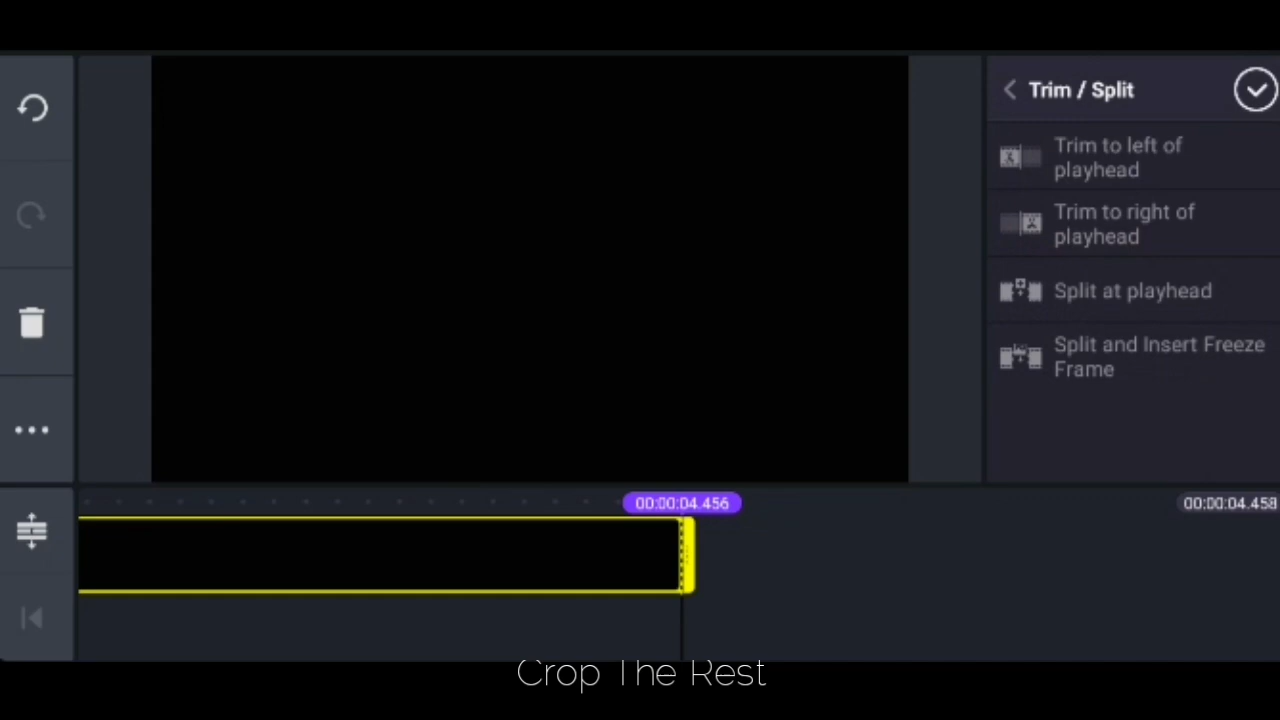 Trim / Split
Trim to left of
playhead
Trim to right of
playhead
Split at playhead
Split and Insert Freeze
Frame
00:00:04.456
00:00:04.458
Crop The Rest